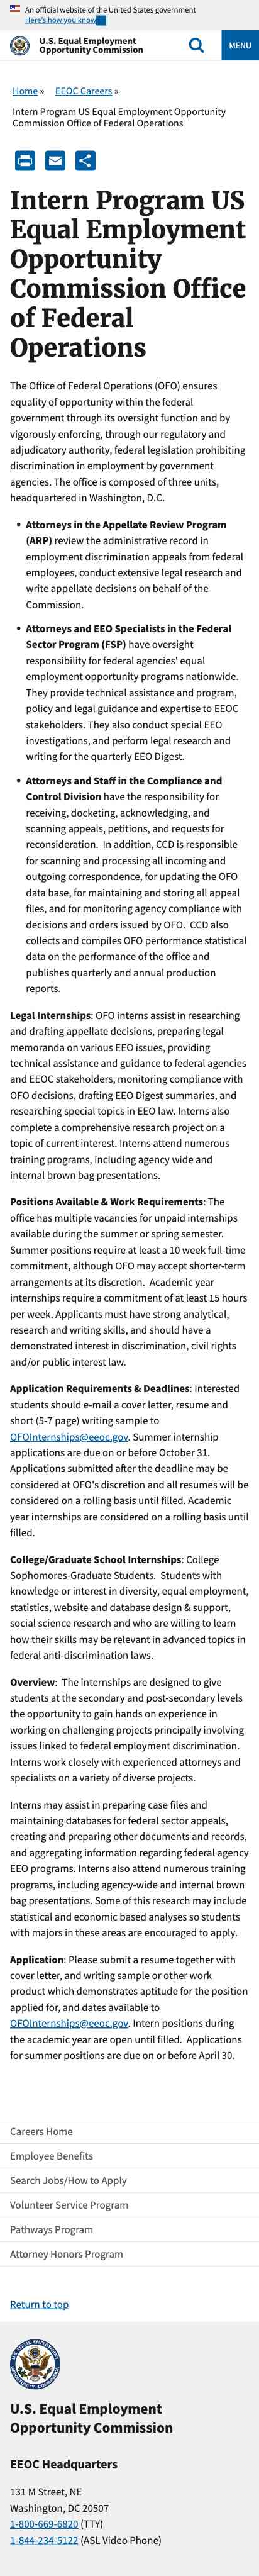 An official website of the United States government
Here's how you know
U.S. Equal Employment
Opportunity Commission
MENU
Home »
EEOC Careers »
Intern Program US Equal Employment Opportunity
Commission Office of Federal Operations
Intern Program US
Equal Employment
Opportunity
Commission Office
of Federal
Operations
The Office of Federal Operations (OFO) ensures
equality of opportunity within the federal
government through its oversight function and by
vigorously enforcing, through our regulatory and
adjudicatory authority, federal legislation prohibiting
discrimination in employment by government
agencies. The office is composed of three units,
headquartered in Washington, D.C.
• Attorneys in the Appellate Review Program
(ARP) review the administrative record in
employment discrimination appeals from federal
employees, conduct extensive legal research and
write appellate decisions on behalf of the
Commission.
• Attorneys and EEO Specialists in the Federal
Sector Program (FSP) have oversight
responsibility for federal agencies' equal
employment opportunity programs nationwide.
They provide technical assistance and program,
policy and legal guidance and expertise to EEOC
stakeholders. They also conduct special EEO
investigations, and perform legal research and
writing for the quarterly EEO Digest.
• Attorneys and Staff in the Compliance and
Control Division have the responsibility for
receiving, docketing, acknowledging, and
scanning appeals, petitions, and requests for
reconsideration.  In addition, CCD is responsible
for scanning and processing all incoming and
outgoing correspondence, for updating the OFO
data base, for maintaining and storing all appeal
files, and for monitoring agency compliance with
decisions and orders issued by OFO.  CCD also
collects and compiles OFO performance statistical
data on the performance of the office and
publishes quarterly and annual production
reports.
Legal Internships: OFO interns assist in researching
and drafting appellate decisions, preparing legal
memoranda on various EEO issues, providing
technical assistance and guidance to federal agencies
and EEOC stakeholders, monitoring compliance with
OFO decisions, drafting EEO Digest summaries, and
researching special topics in EEO law. Interns also
complete a comprehensive research project on a
topic of current interest. Interns attend numerous
training programs, including agency wide and
internal brown bag presentations.
Positions Available & Work Requirements: The
office has multiple vacancies for unpaid internships
available during the summer or spring semester.
Summer positions require at least a 10 week full-time
commitment, although OFO may accept shorter-term
arrangements at its discretion.  Academic year
internships require a commitment of at least 15 hours
per week. Applicants must have strong analytical,
research and writing skills, and should have a
demonstrated interest in discrimination, civil rights
and/or public interest law.
Application Requirements & Deadlines: Interested
students should e-mail a cover letter, resume and
short (5-7 page) writing sample to
OFOInternships@eeoc.gov. Summer internship
applications are due on or before October 31.
Applications submitted after the deadline may be
considered at OFO's discretion and all resumes will be
considered on a rolling basis until filled. Academic
year internships are considered on a rolling basis until
filled.
College/Graduate School Internships: College
Sophomores-Graduate Students.  Students with
knowledge or interest in diversity, equal employment,
statistics, website and database design & support,
social science research and who are willing to learn
how their skills may be relevant in advanced topics in
federal anti-discrimination laws.
Overview:  The internships are designed to give
students at the secondary and post-secondary levels
the opportunity to gain hands on experience in
working on challenging projects principally involving
issues linked to federal employment discrimination.
Interns work closely with experienced attorneys and
specialists on a variety of diverse projects.
Interns may assist in preparing case files and
maintaining databases for federal sector appeals,
creating and preparing other documents and records,
and aggregating information regarding federal agency
EEO programs. Interns also attend numerous training
programs, including agency-wide and internal brown
bag presentations. Some of this research may include
statistical and economic based analyses so students
with majors in these areas are encouraged to apply.
Application: Please submit a resume together with
cover letter, and writing sample or other work
product which demonstrates aptitude for the position
applied for, and dates available to
OFOInternships@eeoc.gov. Intern positions during
the academic year are open until filled.  Applications
for summer positions are due on or before April 30.
Careers Home
Employee Benefits
Search Jobs/How to Apply
Volunteer Service Program
Pathways Program
Attorney Honors Program
Return to top
U.S. Equal Employment
Opportunity Commission
EEOC Headquarters
131 M Street, NE
Washington, DC 20507
1-800-669-6820 (TTY)
1-844-234-5122 (ASL Video Phone)